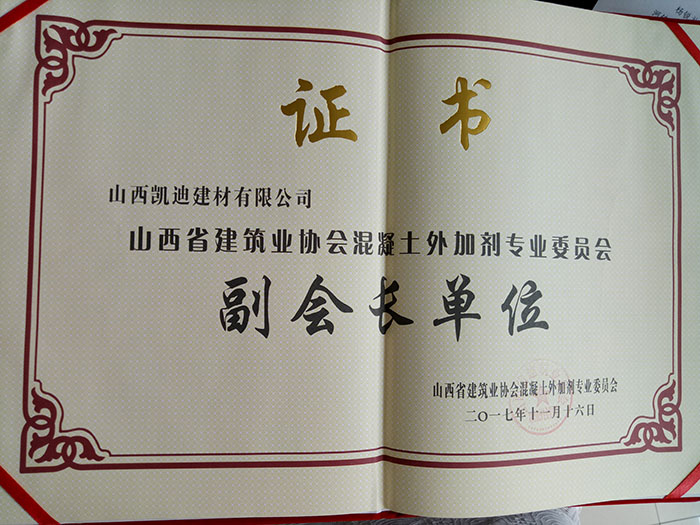 证书
山西凯迪建材有限公司
山西省建筑业协会混凝土外加剂专业委员会
副会长单位
山西省建筑业协会混凝土外加剂专业委员会
二〇一七年十一月十六日